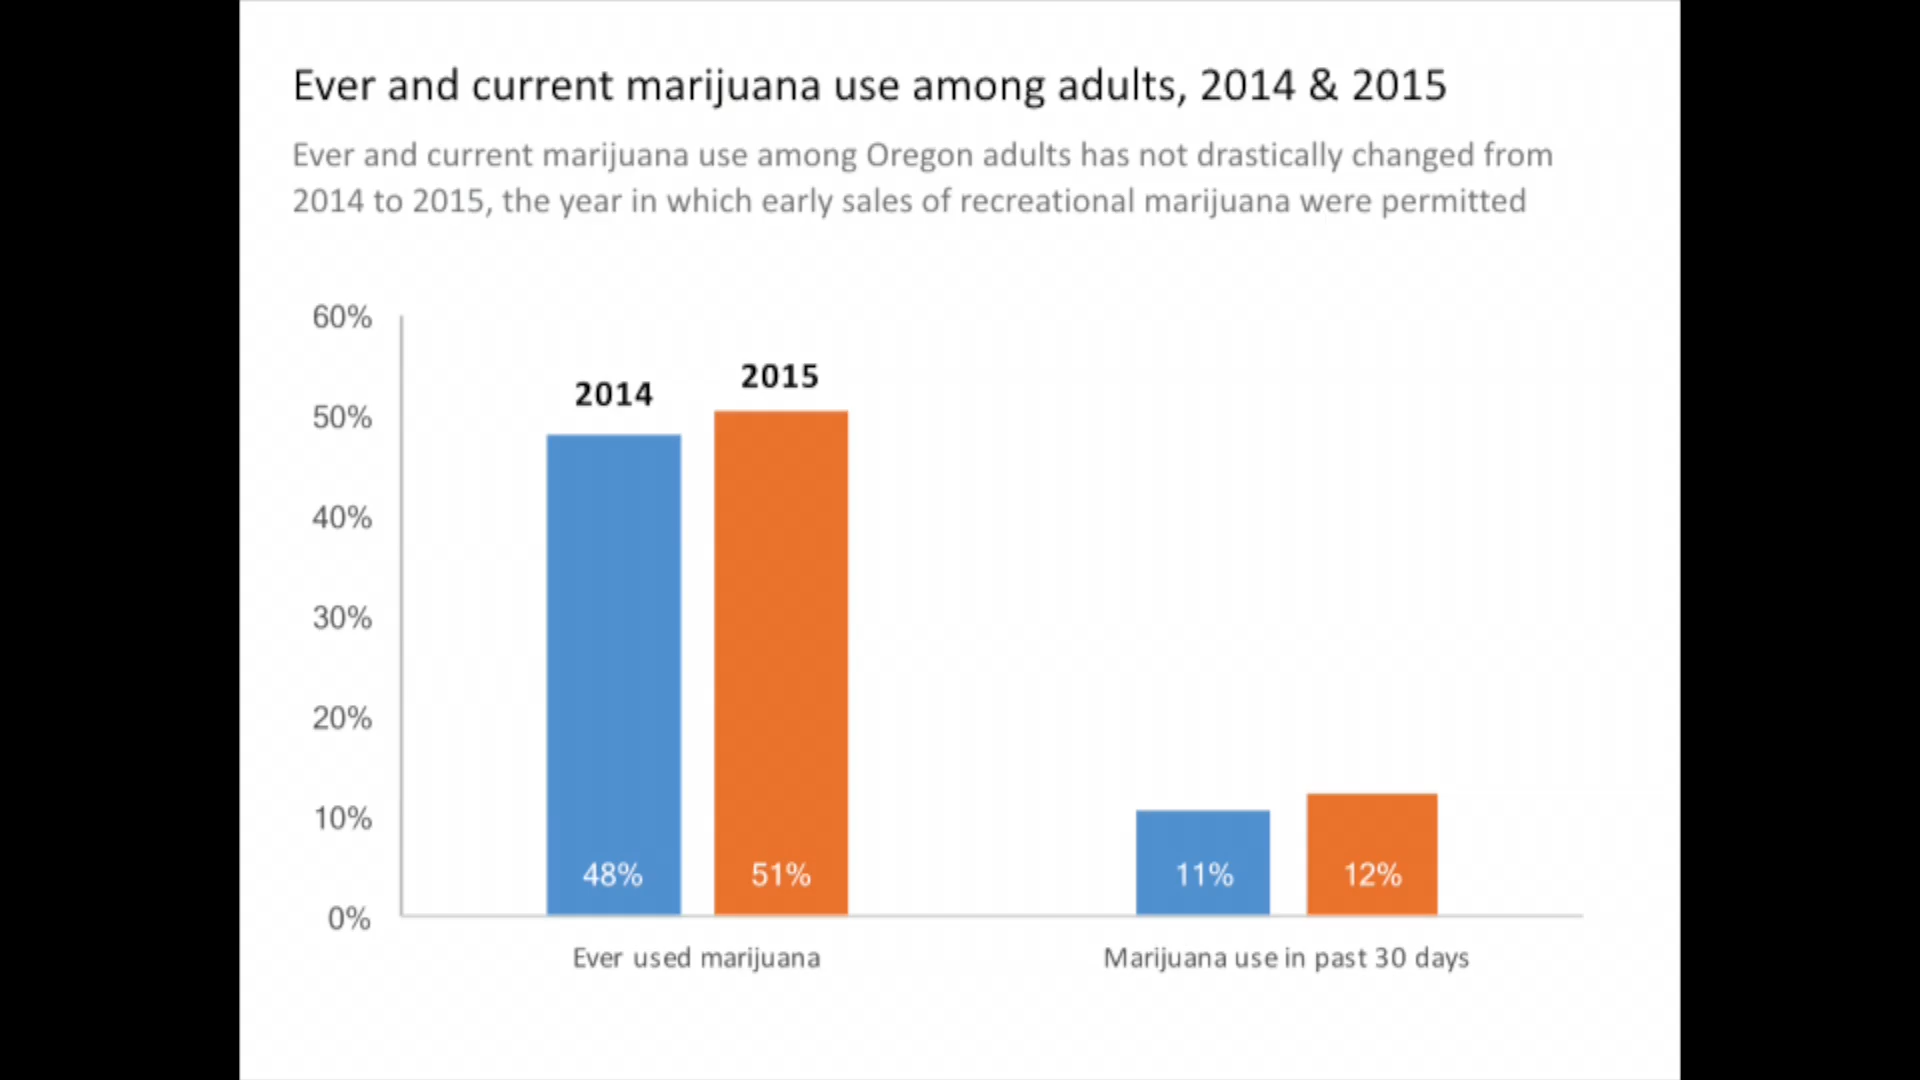 Ever and current marijuana use among adults, 2014 & 2015
Ever and current marijuana use among Oregon adults has not drastically changed from
2014 to 2015, the year in which early sales of recreational marijuana were permitted
60%
50%
40%
30%
20%
10%
0%
2014
2015
48%
51%
11%
12%
Ever used marijuana
Marijuana use in past 30 days